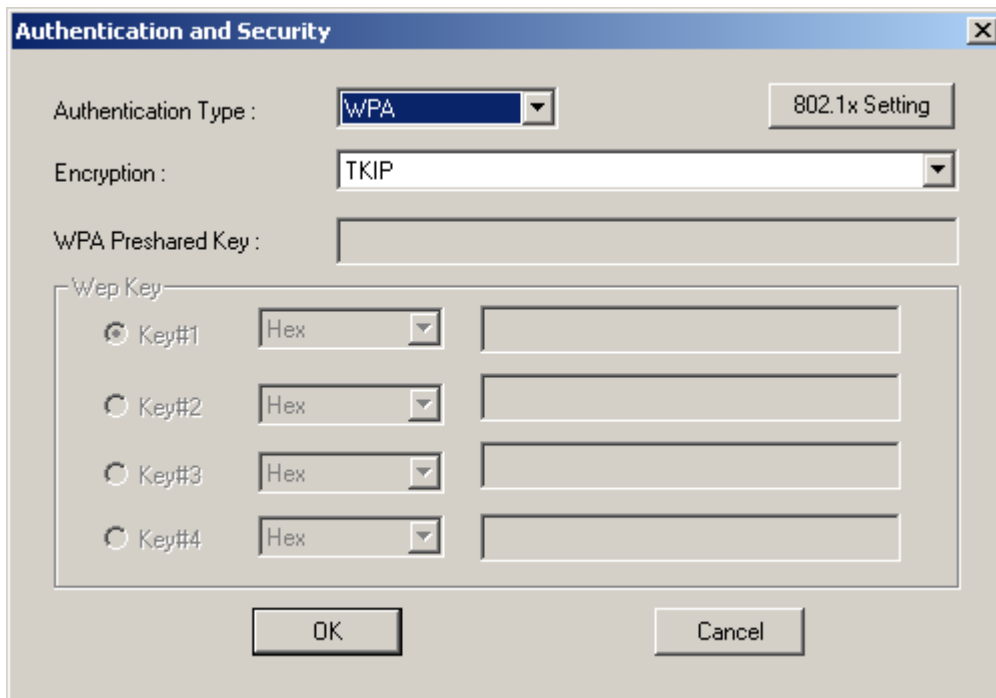 Authentication and Security
Authentication Type : WPA 802.1x Setting
Encryption : TKIP
WPA Preshared Key :
Wep Key
Key#1 Hex
Key#2 Hex
Key#3 Hex
Key#4 Hex
OK Cancel